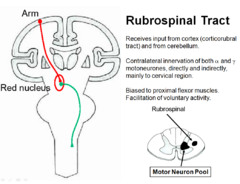 Arm
Rubrospinal Tract
Receives input from cortex (corticorubral
tract) and from cerebellum.
Contralateral innervation of both α and γ
motoneurones, directly and indirectly,
mainly to cervical region.
Biased to proximal flexor muscles.
Facilitation of voluntary activity.
Red nucleus
Rubrospinal
Motor Neuron Pool